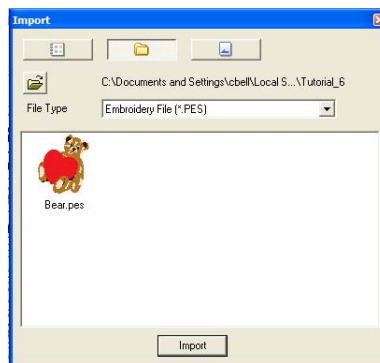 Import
C:\Documents and Settings\cbell\Local S...\Tutorial_6
File Type
Embroidery File (*.PES)
Bear.pes
Import